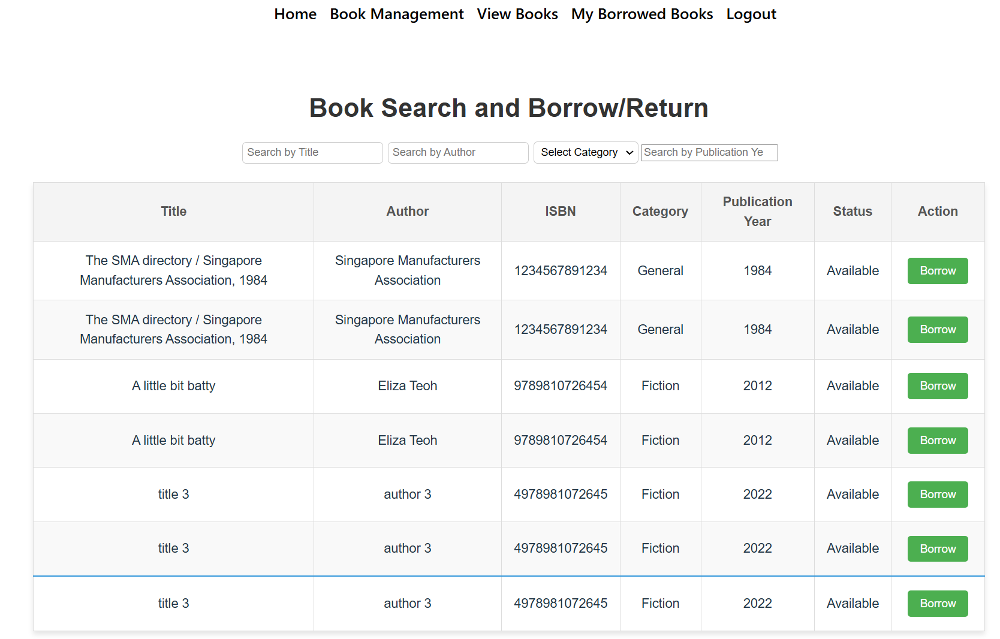 Home Book Management View Books My Borrowed Books Logout
Book Search and Borrow/Return
Search by Title Search by Author Select Category Search by Publication Ye
Title Author ISBN Category Publication Year Status Action
The SMA directory / Singapore Manufacturers Association, 1984 Singapore Manufacturers Association 1234567891234 General 1984 Available Borrow
The SMA directory / Singapore Manufacturers Association, 1984 Singapore Manufacturers Association 1234567891234 General 1984 Available Borrow
A little bit batty Eliza Teoh 9789810726454 Fiction 2012 Available Borrow
A little bit batty Eliza Teoh 9789810726454 Fiction 2012 Available Borrow
title 3 author 3 4978981072645 Fiction 2022 Available Borrow
title 3 author 3 4978981072645 Fiction 2022 Available Borrow
title 3 author 3 4978981072645 Fiction 2022 Available Borrow